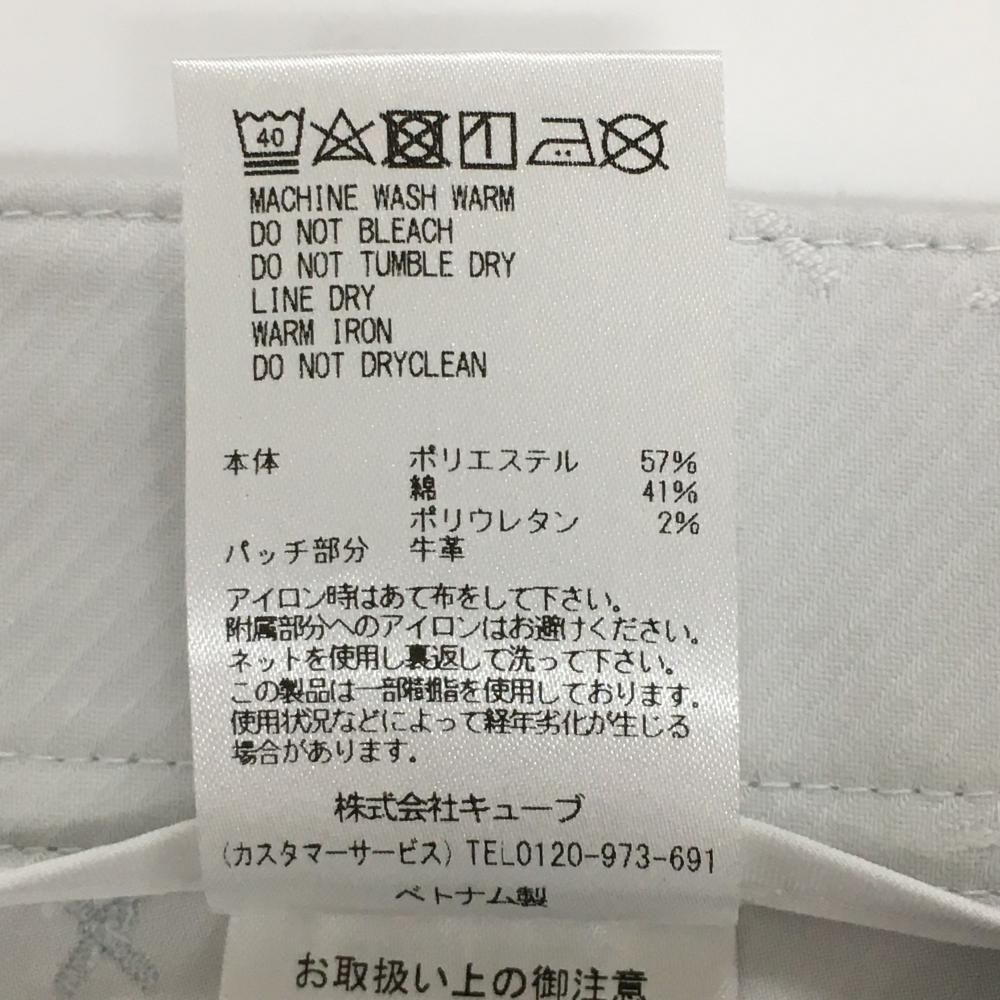 40
MACHINE WASH WARM
DO NOT BLEACH
DO NOT TUMBLE DRY
LINE DRY
WARM IRON
DO NOT DRYCLEAN
本体 ポリエステル 57%
綿 41%
ポリウレタン 2%
パッチ部分 牛革
アイロン時はあて布をして下さい。
附属部分へのアイロンはお避けください。
ネットを使用し裏返して洗って下さい。
この製品は一部樹脂を使用しております。
使用状況などによって経年劣化が生じる
場合があります。
株式会社キューブ
(カスタマーサービス) TEL0120-973-691
ベトナム製
お取扱い上の御注意